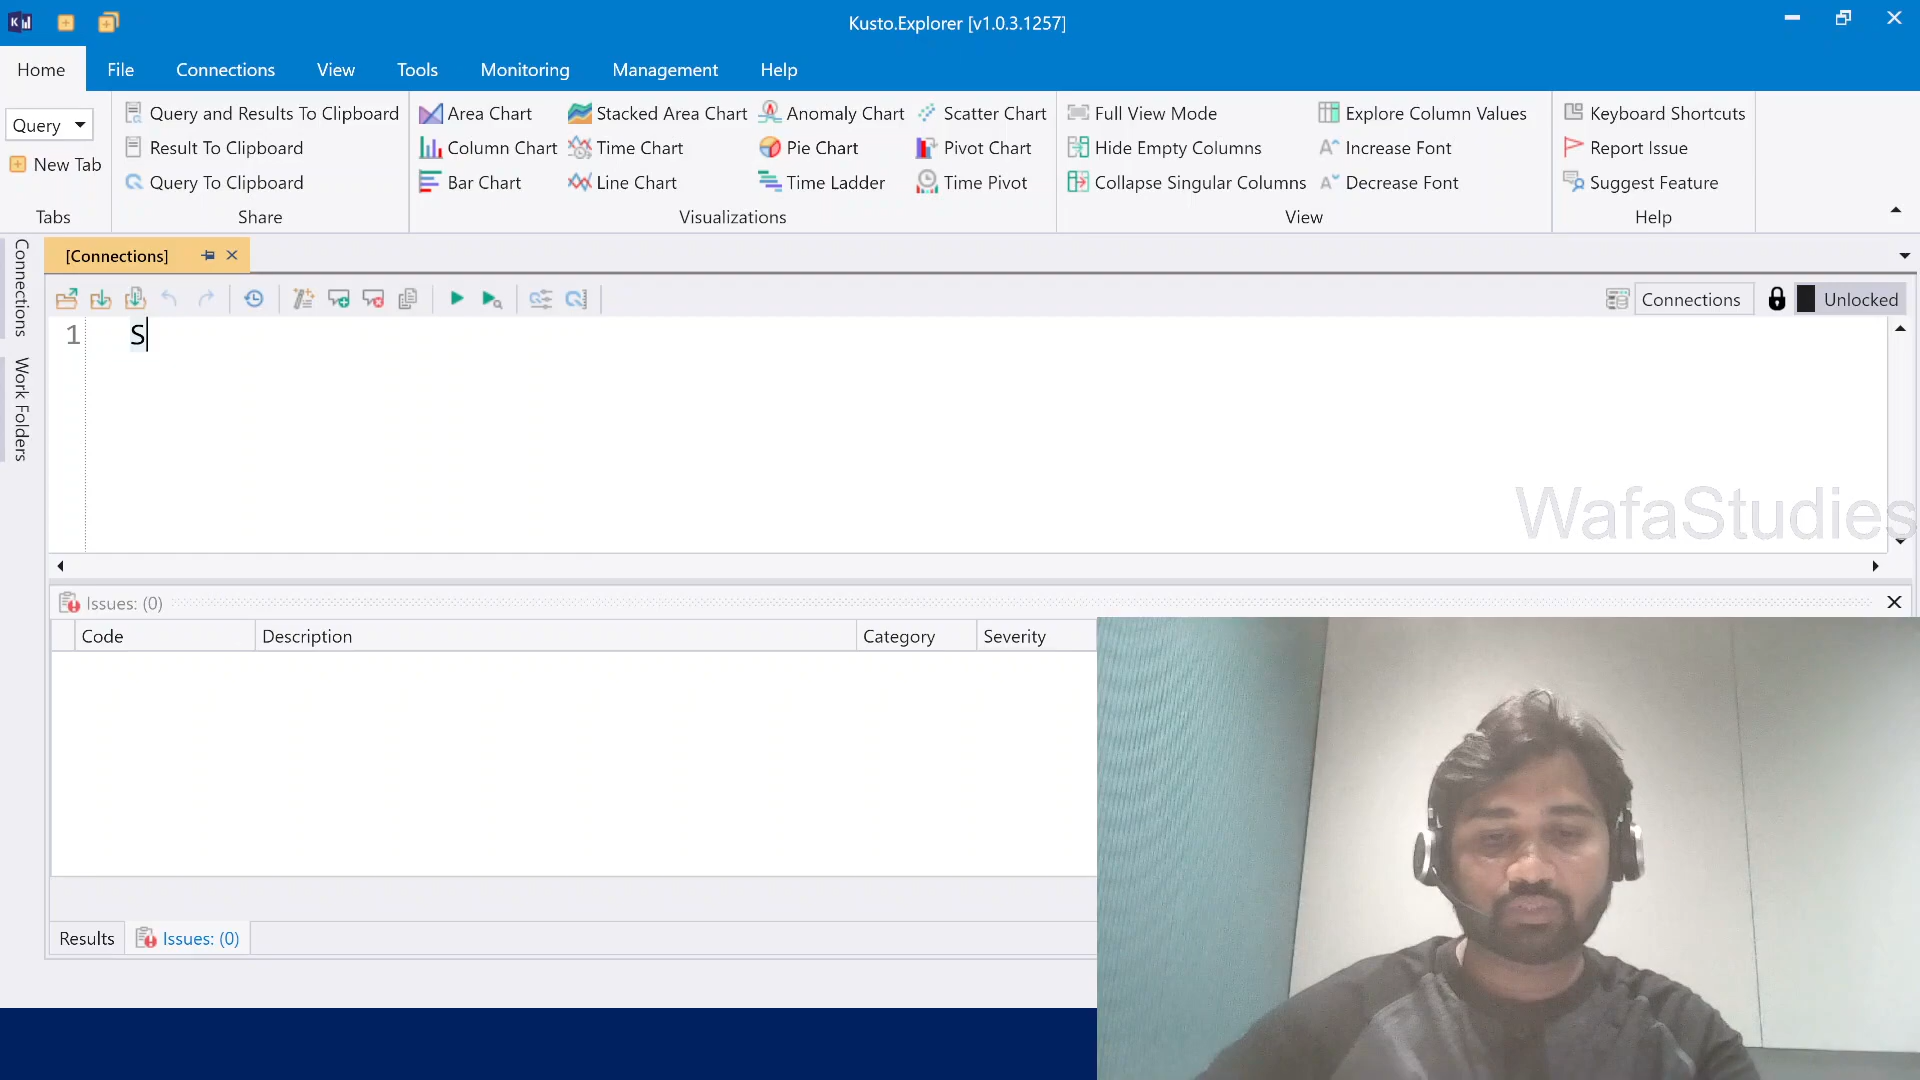 Kusto.Explorer [v1.0.3.1257]
Home File Connections View Tools Monitoring Management Help
Query
New Tab
Tabs
Query and Results To Clipboard
Result To Clipboard
Query To Clipboard
Share
Area Chart Stacked Area Chart Anomaly Chart Scatter Chart
Column Chart Time Chart Pie Chart Pivot Chart
Bar Chart Line Chart Time Ladder Time Pivot
Visualizations
Full View Mode Explore Column Values
Hide Empty Columns Increase Font
Collapse Singular Columns Decrease Font
View
Keyboard Shortcuts
Report Issue
Suggest Feature
Help
Connections
Work Folders
[Connections]
Connections Unlocked
1 S
WafaStudies
Issues: (0)
Code Description Category Severity
Results Issues: (0)